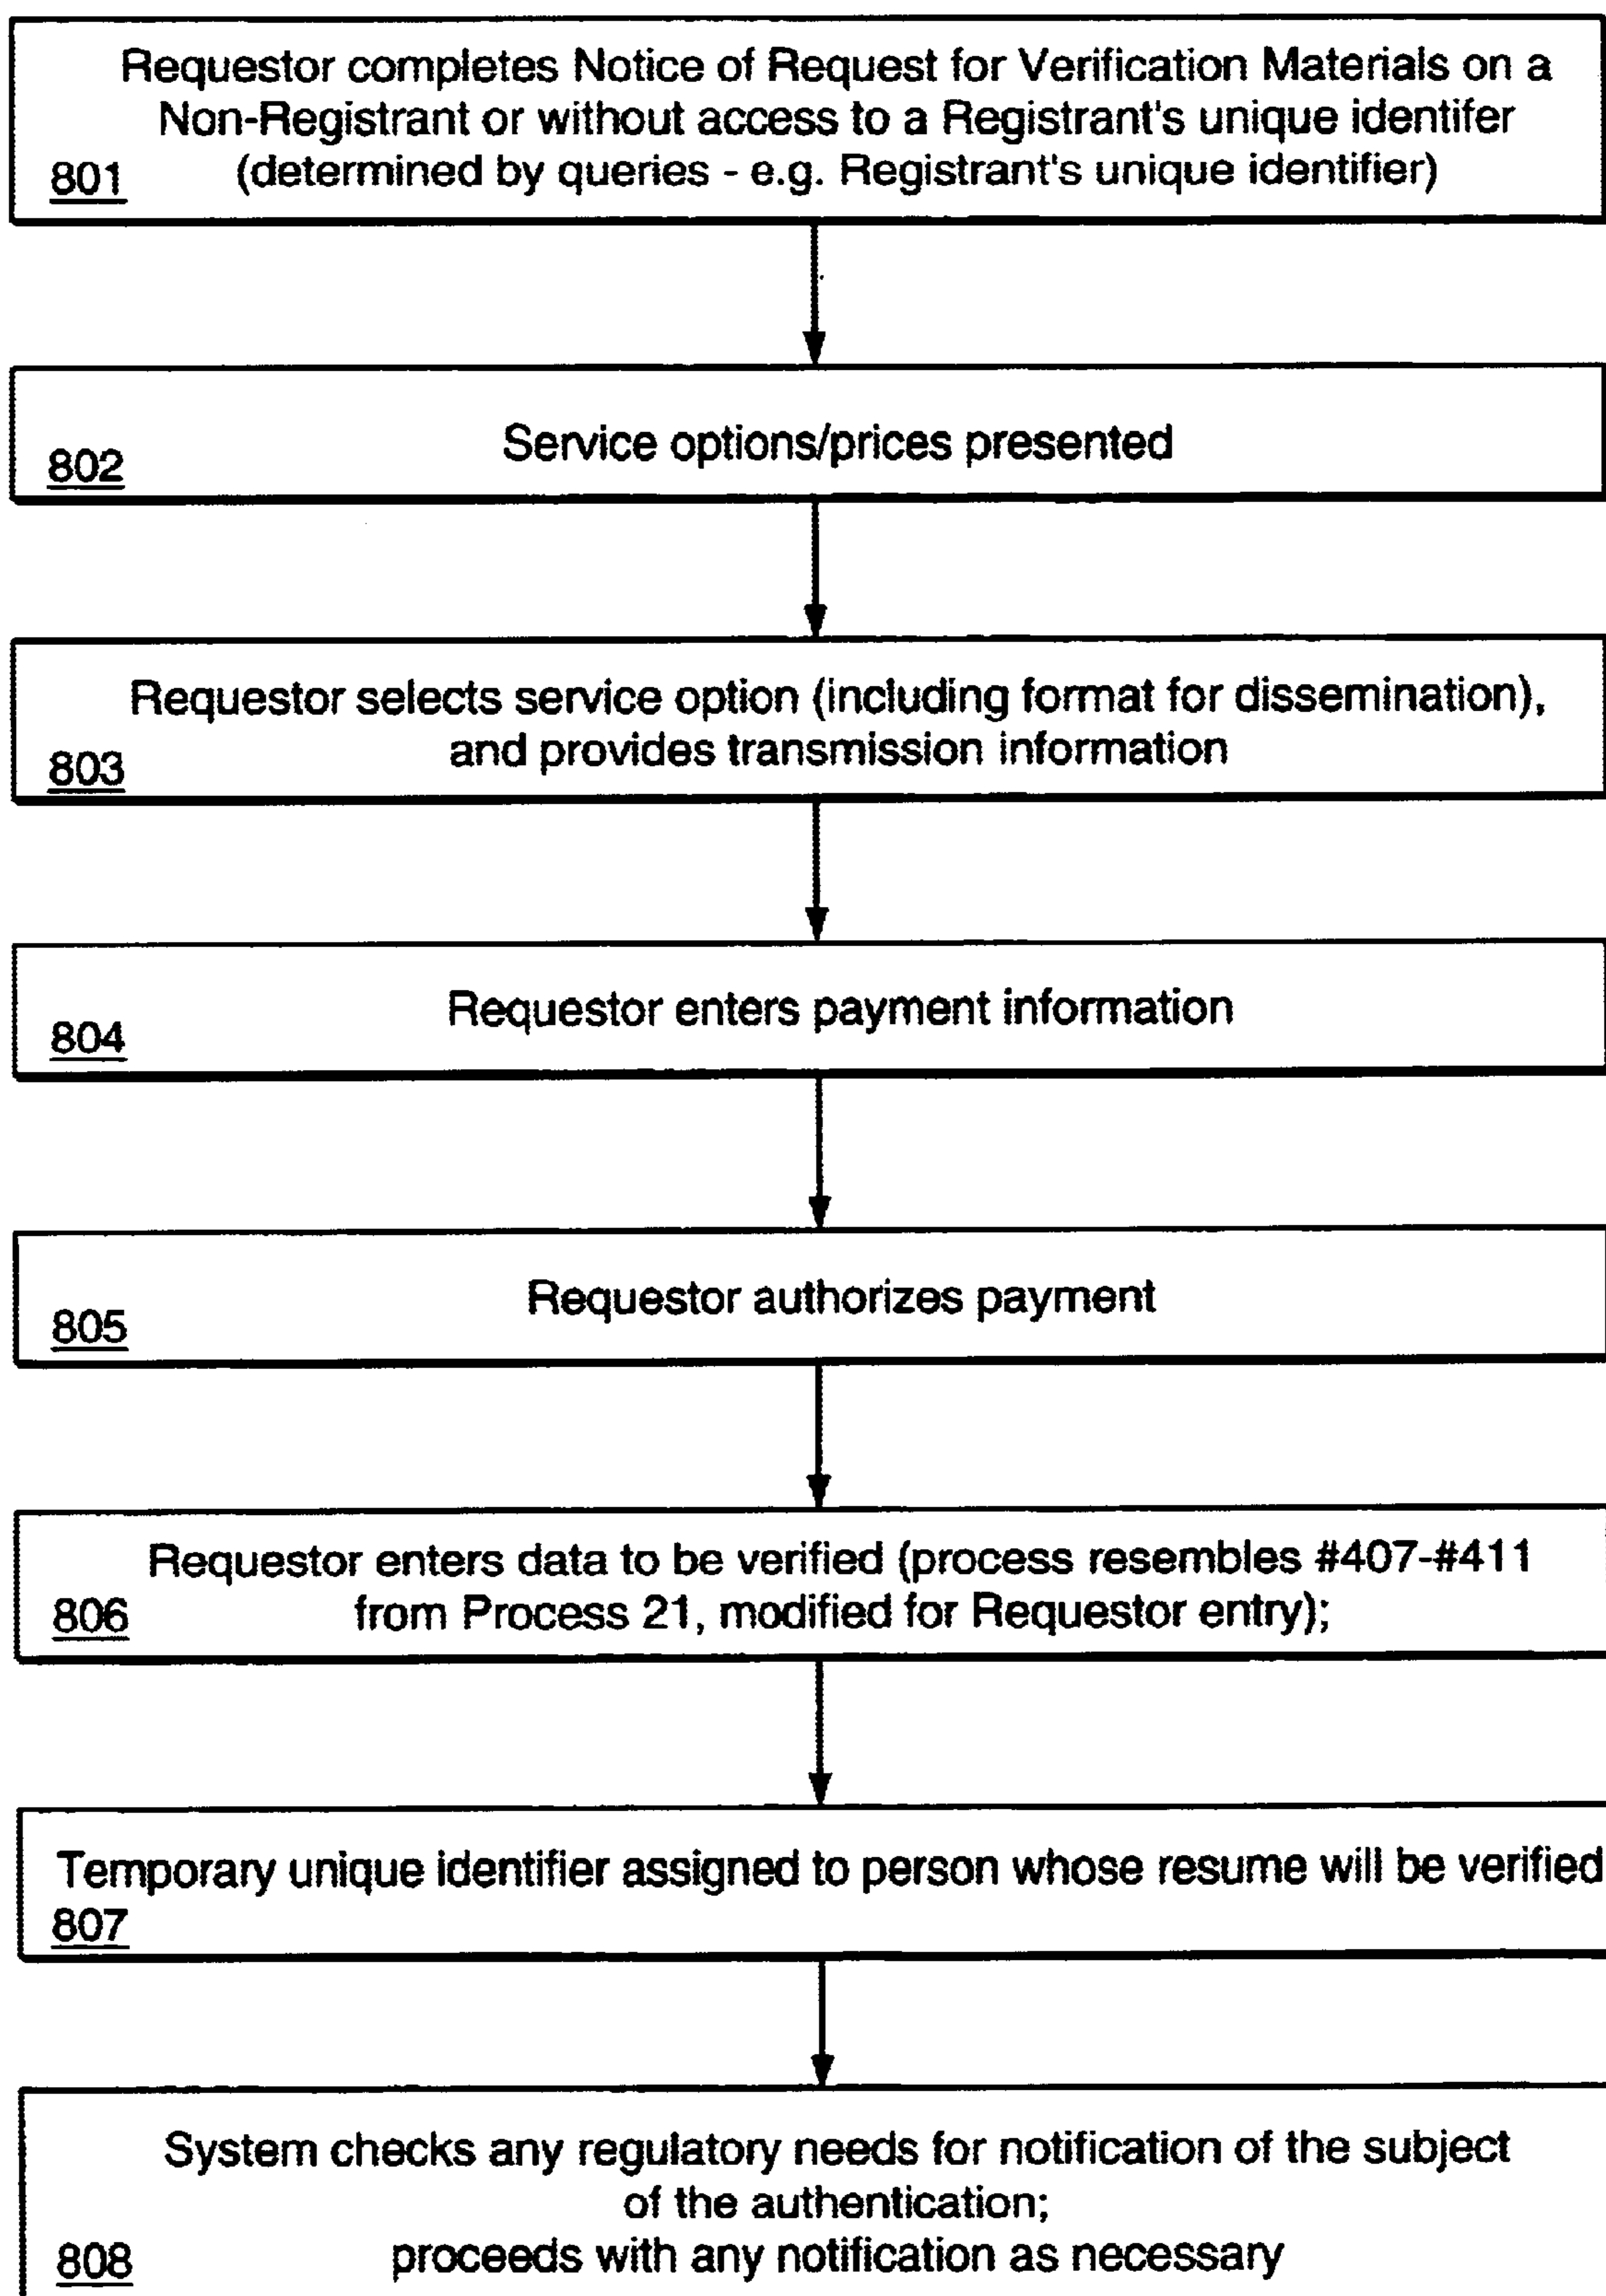 Requestor completes Notice of Request for Verification Materials on a
Non-Registrant or without access to a Registrant's unique identifer
801 (determined by queries - e.g. Registrant's unique identifier)
Service options/prices presented
802
Requestor selects service option (including format for dissemination),
and provides transmission information
803
Requestor enters payment information
804
Requestor authorizes payment
805
Requestor enters data to be verified (process resembles #407-#411
806 from Process 21, modified for Requestor entry);
Temporary unique identifier assigned to person whose resume will be verified
807
System checks any regulatory needs for notification of the subject
of the authentication;
808 proceeds with any notification as necessary